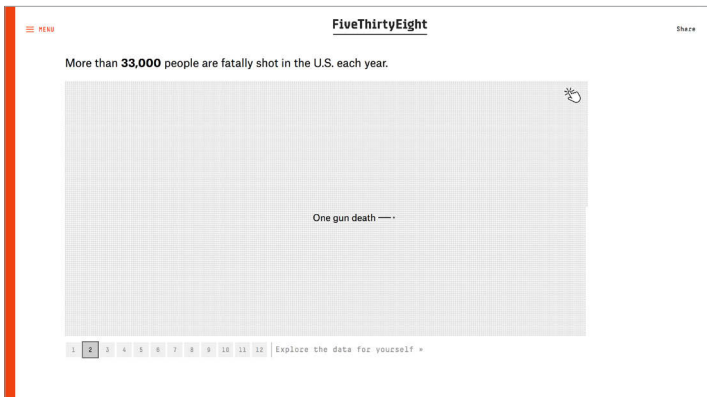 MENU
FiveThirtyEight
Share
More than 33,000 people are fatally shot in the U.S. each year.
One gun death
1 2 3 4 5 6 7 8 9 10 11 12 Explore the data for yourself »